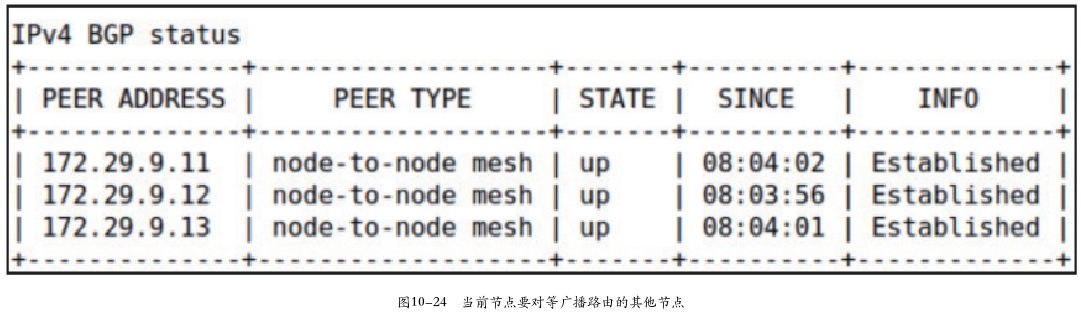 IPv4 BGP status
+--------------+-------------------+-------+----------+-------------+
| PEER ADDRESS |     PEER TYPE     | STATE |  SINCE   |    INFO     |
+--------------+-------------------+-------+----------+-------------+
| 172.29.9.11  | node-to-node mesh | up    | 08:04:02 | Established |
| 172.29.9.12  | node-to-node mesh | up    | 08:03:56 | Established |
| 172.29.9.13  | node-to-node mesh | up    | 08:04:01 | Established |
+--------------+-------------------+-------+----------+-------------+
图10-24 当前节点要对等广播路由的其他节点